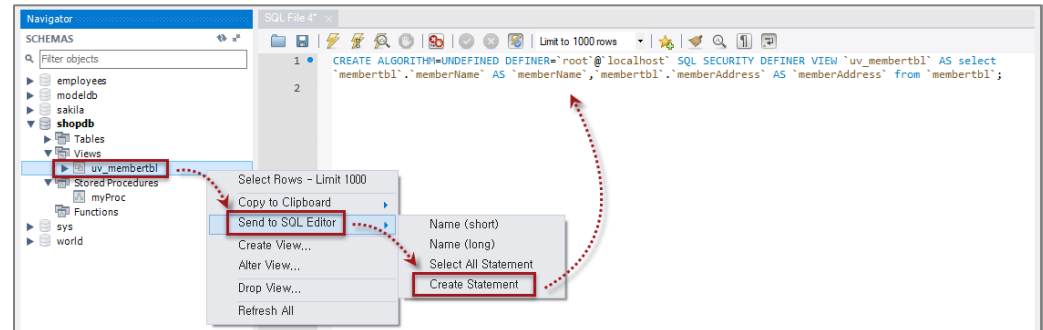 Navigator
SCHEMAS
Filter objects
employees
modeldb
sakila
shopdb
Tables
Views
uv_membertbl
Stored Procedures
myProc
Functions
sys
world
SQL File 4*
Limit to 1000 rows
1 CREATE ALGORITHM=UNDEFINED DEFINER=`root`@`localhost` SQL SECURITY DEFINER VIEW `uv_membertbl` AS select
`membertbl`.`memberName` AS `memberName`,`membertbl`.`memberAddress` AS `memberAddress` from `membertbl`;
2
Select Rows - Limit 1000
Copy to Clipboard
Send to SQL Editor
Create View...
Alter View...
Drop View...
Refresh All
Name (short)
Name (long)
Select All Statement
Create Statement